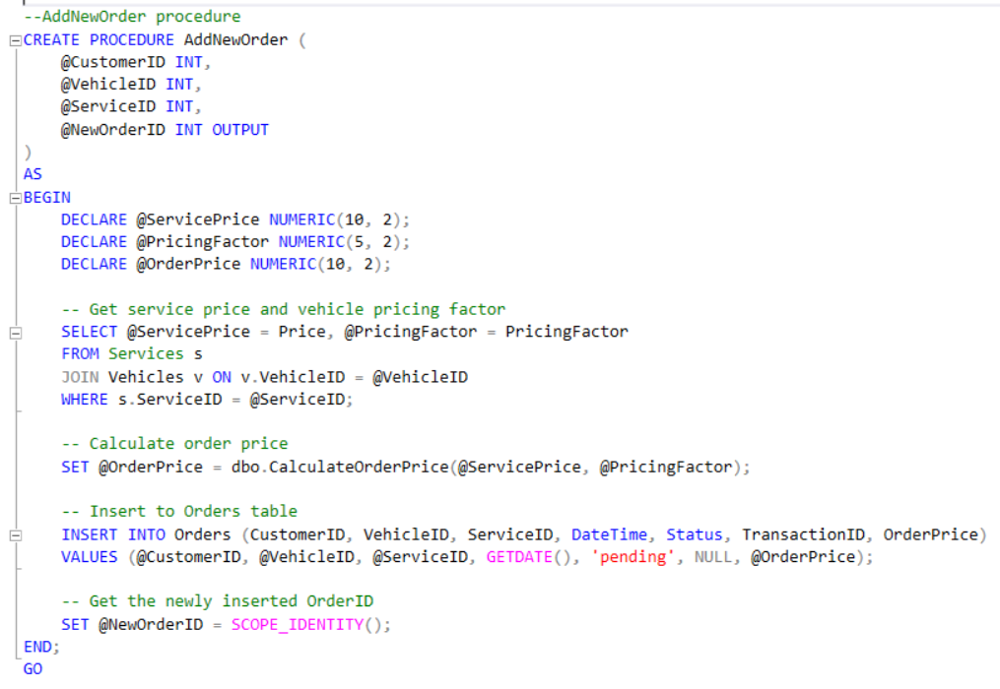 --AddNewOrder procedure
CREATE PROCEDURE AddNewOrder (
    @CustomerID INT,
    @VehicleID INT,
    @ServiceID INT,
    @NewOrderID INT OUTPUT
)
AS
BEGIN
    DECLARE @ServicePrice NUMERIC(10, 2);
    DECLARE @PricingFactor NUMERIC(5, 2);
    DECLARE @OrderPrice NUMERIC(10, 2);

    -- Get service price and vehicle pricing factor
    SELECT @ServicePrice = Price, @PricingFactor = PricingFactor
    FROM Services s
    JOIN Vehicles v ON v.VehicleID = @VehicleID
    WHERE s.ServiceID = @ServiceID;

    -- Calculate order price
    SET @OrderPrice = dbo.CalculateOrderPrice(@ServicePrice, @PricingFactor);

    -- Insert to Orders table
    INSERT INTO Orders (CustomerID, VehicleID, ServiceID, DateTime, Status, TransactionID, OrderPrice)
    VALUES (@CustomerID, @VehicleID, @ServiceID, GETDATE(), 'pending', NULL, @OrderPrice);

    -- Get the newly inserted OrderID
    SET @NewOrderID = SCOPE_IDENTITY();
END;
GO